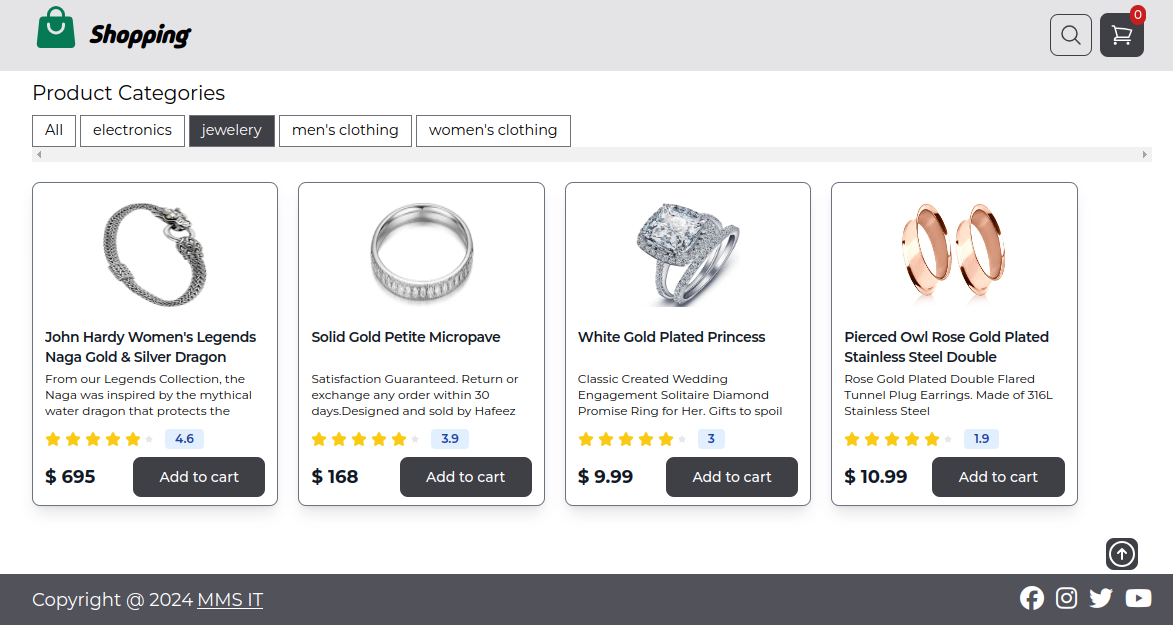 Shopping
0
Product Categories
All
electronics
jewelery
men's clothing
women's clothing
John Hardy Women's Legends
Naga Gold & Silver Dragon
From our Legends Collection, the
Naga was inspired by the mythical
water dragon that protects the
4.6
$ 695
Add to cart
Solid Gold Petite Micropave
Satisfaction Guaranteed. Return or
exchange any order within 30
days.Designed and sold by Hafeez
3.9
$ 168
Add to cart
White Gold Plated Princess
Classic Created Wedding
Engagement Solitaire Diamond
Promise Ring for Her. Gifts to spoil
3
$ 9.99
Add to cart
Pierced Owl Rose Gold Plated
Stainless Steel Double
Rose Gold Plated Double Flared
Tunnel Plug Earrings. Made of 316L
Stainless Steel
1.9
$ 10.99
Add to cart
Copyright @ 2024 MMS IT